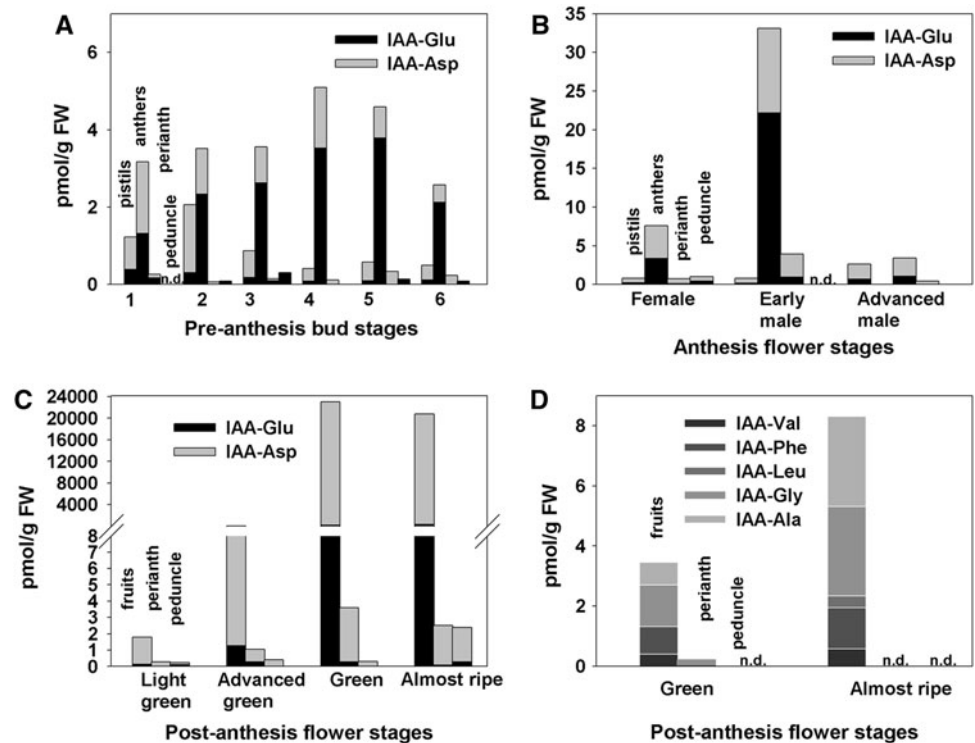 A
IAA-Glu
IAA-Asp
6
4
2
0
pmol/g FW
pistils
anthers
perianth
peduncle
n.d.
1 2 3 4 5 6
Pre-anthesis bud stages
B
IAA-Glu
IAA-Asp
35
30
25
20
15
10
5
0
pmol/g FW
pistils
anthers
perianth
peduncle
n.d.
Female
Early
male
Advanced
male
Anthesis flower stages
C
IAA-Glu
IAA-Asp
24000
20000
16000
12000
8000
4000
8
7
6
5
4
3
2
1
0
pmol/g FW
fruits
perianth
peduncle
Light
green
Advanced
green
Green
Almost ripe
Post-anthesis flower stages
D
IAA-Val
IAA-Phe
IAA-Leu
IAA-Gly
IAA-Ala
8
6
4
2
0
pmol/g FW
fruits
perianth
peduncle
n.d.
n.d.
n.d.
Green
Almost ripe
Post-anthesis flower stages